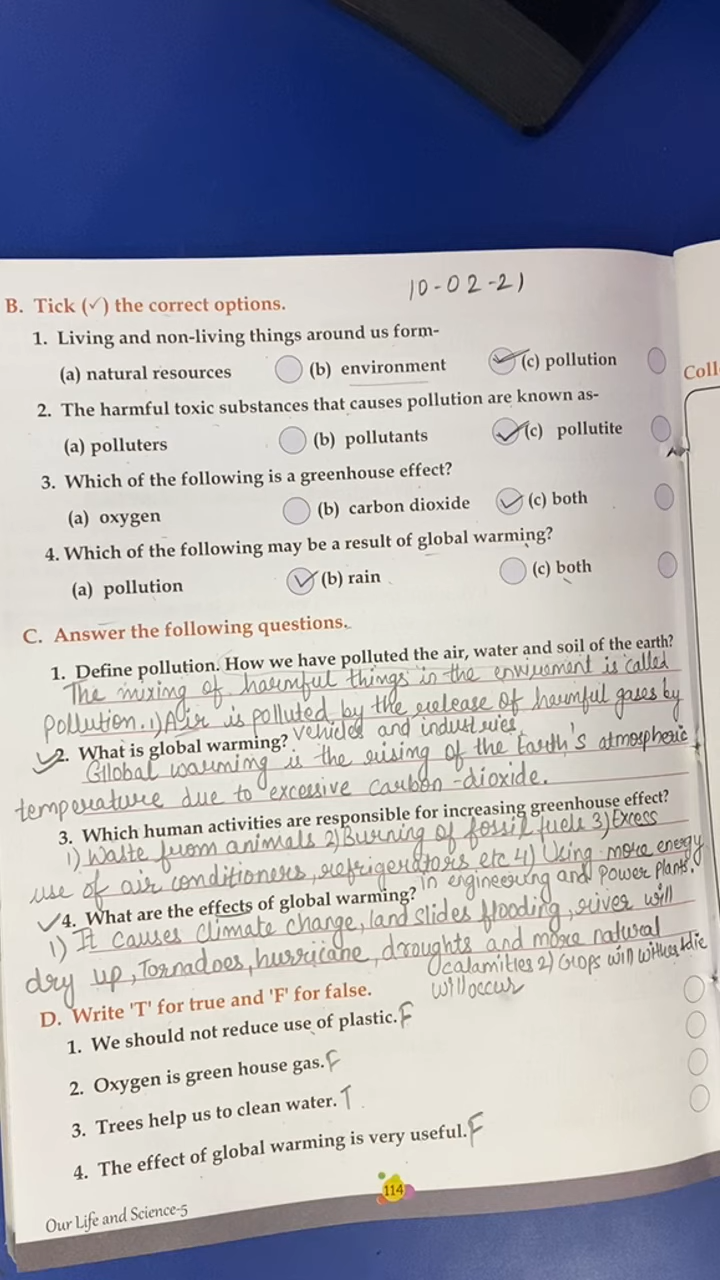 10-02-21
B. Tick (✓) the correct options.
1. Living and non-living things around us form-
(a) natural resources (b) environment ✓ (c) pollution
Coll
2. The harmful toxic substances that causes pollution are known as-
(a) polluters (b) pollutants ✓ (c) pollutite
3. Which of the following is a greenhouse effect?
(a) oxygen (b) carbon dioxide ✓ (c) both
4. Which of the following may be a result of global warming?
(a) pollution ✓ (b) rain (c) both
C. Answer the following questions.
1. Define pollution. How we have polluted the air, water and soil of the earth?
The mixing of harmful things in the enviroment is called
pollution. 1) Air is polluted by the release of harmful gases by
vehicles and industries
✓2. What is global warming?
Gllobal warming is the rising of the Earth's atmospheric
temperature due to excessive carbon-dioxide.
3. Which human activities are responsible for increasing greenhouse effect?
1) Waste from animals 2) Burning of fossil fuels 3) Excess
use of air conditioners, refrigerators etc 4) Using more energy
in engineering and power plants.
✓4. What are the effects of global warming?
1) It causes climate change, land slides flooding, river will
dry up, Tornadoes, hurricane, droughts and more natural
calamities 2) Crops will
will occur
D. Write 'T' for true and 'F' for false.
1. We should not reduce use of plastic. F
2. Oxygen is green house gas. F
3. Trees help us to clean water. T
4. The effect of global warming is very useful. F
114
Our Life and Science-5